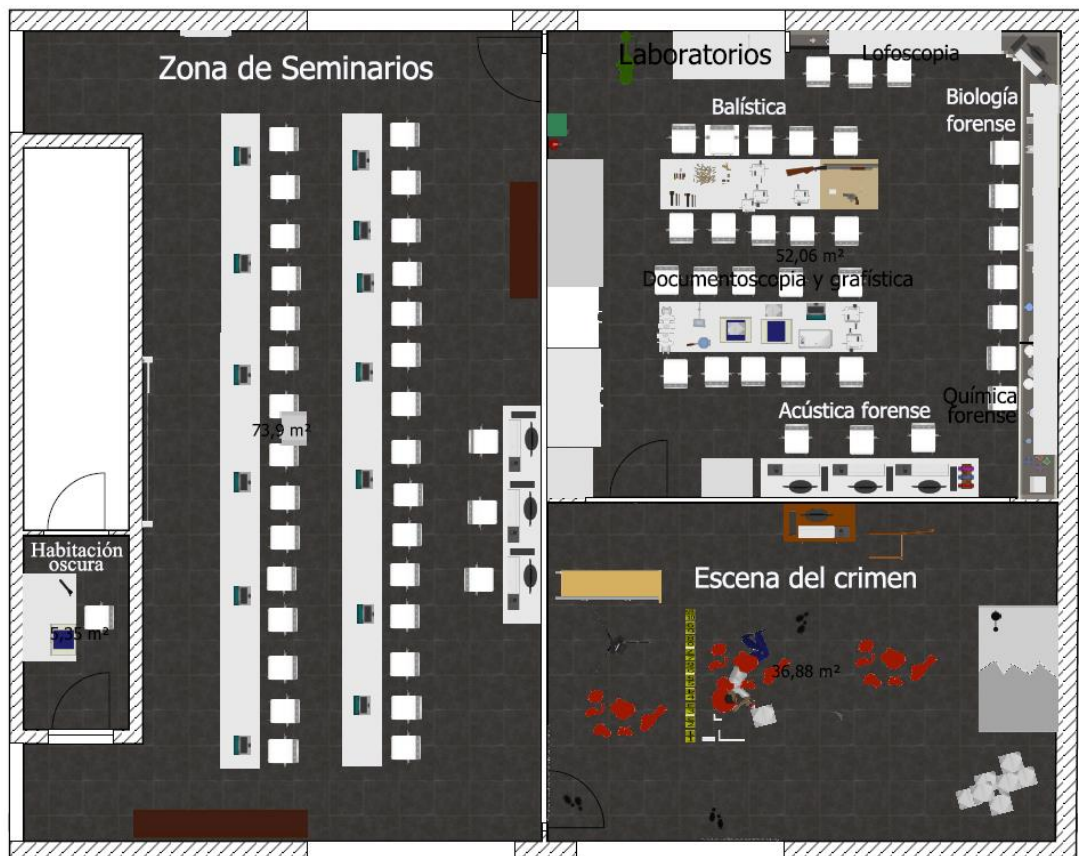 Zona de Seminarios
73,9 m²
Habitación
oscura
5,35 m²
Laboratorios
Lofoscopia
Balística
Biología
forense
52,06 m²
Documentoscopia y grafística
Química
forense
Acústica forense
Escena del crimen
36,88 m²